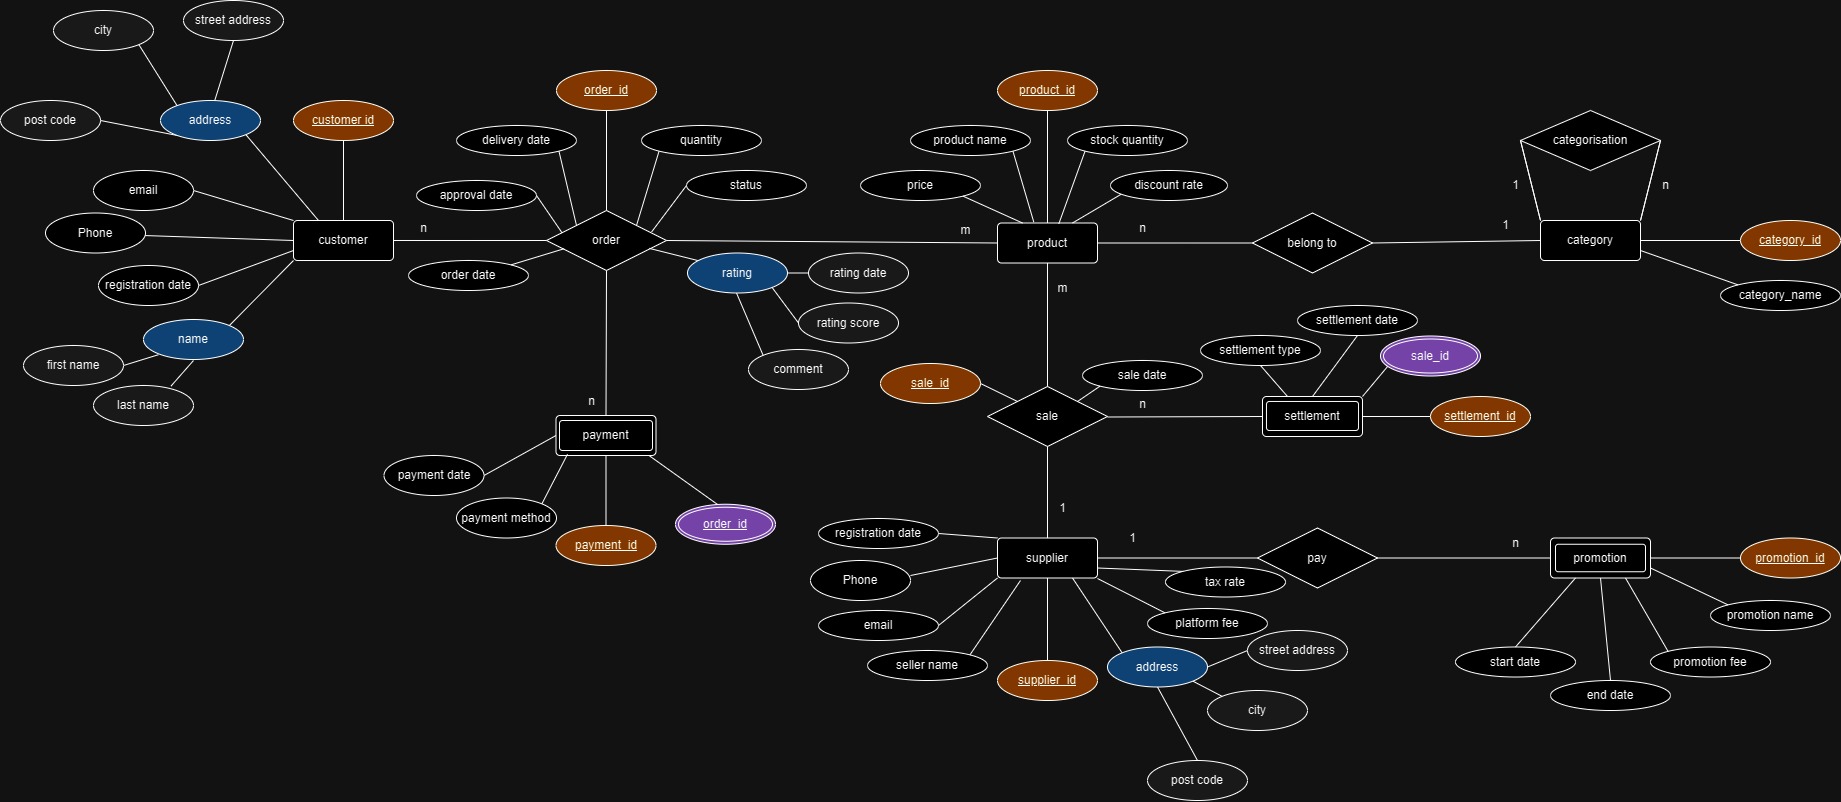 street address
city
order_id
product_id
post code
address
customer id
delivery date
quantity
product name
stock quantity
categorisation
email
approval date
status
price
discount rate
1
n
Phone
customer
n
order
m
product
n
belong to
1
category
category_id
registration date
order date
rating
rating date
m
category_name
name
rating score
settlement date
first name
comment
settlement type
sale_id
last name
sale_id
sale date
n
payment
n
sale
n
settlement
settlement_id
payment date
payment method
order_id
payment_id
1
registration date
supplier
1
pay
n
promotion
promotion_id
Phone
tax rate
email
platform fee
promotion name
seller name
supplier_id
address
street address
start date
promotion fee
city
end date
post code